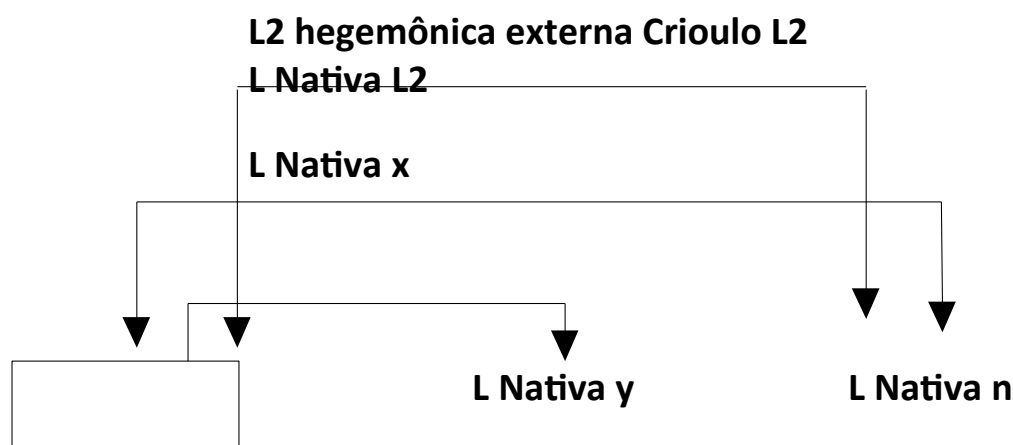 L2 hegemônica externa Crioulo L2
L Nativa L2
L Nativa x
L Nativa y
L Nativa n